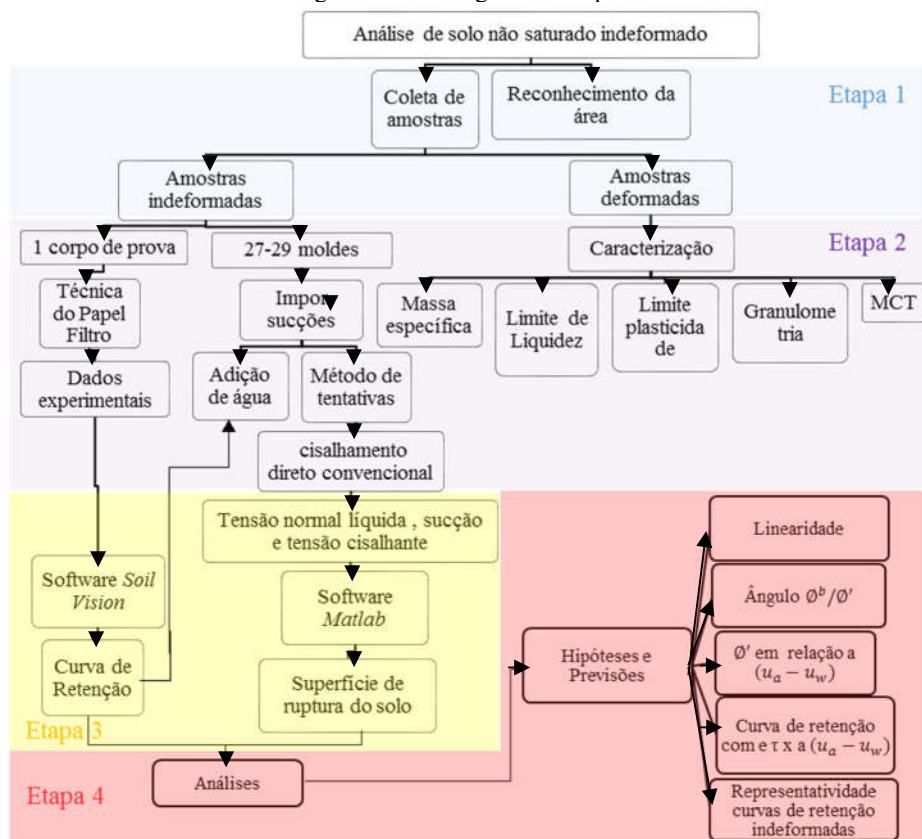 Análise de solo não saturado indeformado
Etapa 1
Coleta de
amostras
Reconhecimento da
área
Amostras
indeformadas
Amostras
deformadas
Etapa 2
1 corpo de prova
27-29 moldes
Caracterização
Técnica
do Papel
Filtro
Impor
sucções
Massa
específica
Limite de
Liquidez
Limite
plasticida
de
Granulome
tria
MCT
Dados
experimentais
Adição
de água
Método de
tentativas
cisalhamento
direto convencional
Tensão normal líquida , sucção
e tensão cisalhante
Software Soil
Vision
Software
Matlab
Curva de
Retenção
Superfície de
ruptura do solo
Etapa 3
Análises
Etapa 4
Hipóteses e
Previsões
Linearidade
Ângulo Øᵇ/Ø′
Ø′ em relação a
(uₐ − u_w)
Curva de retenção
com e τ x a (uₐ − u_w)
Representatividade
curvas de retenção
indeformadas